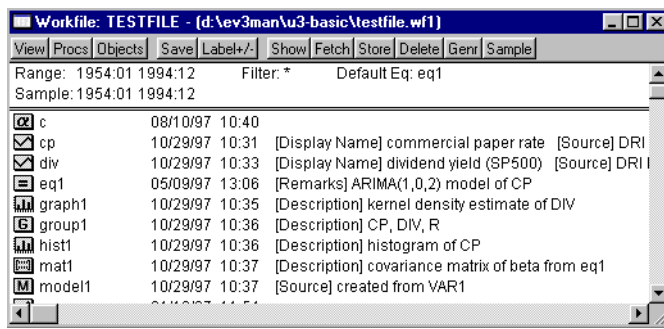 Workfile: TESTFILE - (d:\ev3man\u3-basic\testfile.wf1)
View Procs Objects Save Label+/- Show Fetch Store Delete Genr Sample
Range: 1954:01 1994:12 Filter: * Default Eq: eq1
Sample: 1954:01 1994:12
c 08/10/97 10:40
cp 10/29/97 10:31 [Display Name] commercial paper rate [Source] DRI
div 10/29/97 10:33 [Display Name] dividend yield (SP500) [Source] DRI
eq1 05/09/97 13:06 [Remarks] ARIMA(1,0,2) model of CP
graph1 10/29/97 10:35 [Description] kernel density estimate of DIV
G group1 10/29/97 10:36 [Description] CP, DIV, R
hist1 10/29/97 10:36 [Description] histogram of CP
mat1 10/29/97 10:37 [Description] covariance matrix of beta from eq1
M model1 10/29/97 10:37 [Source] created from VAR1